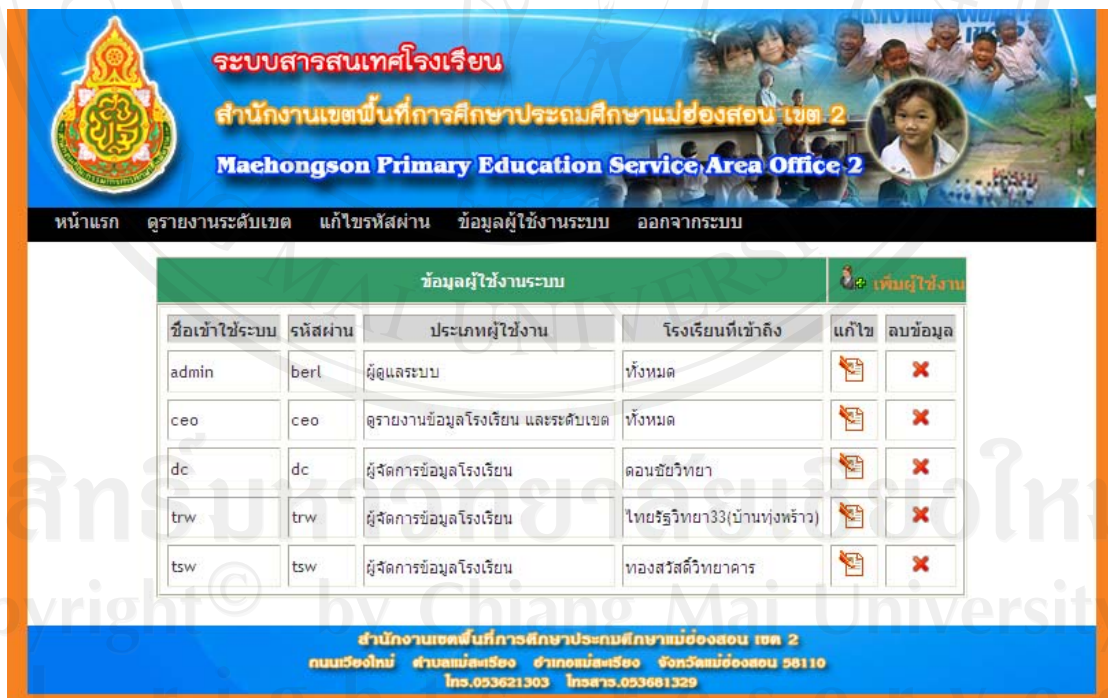 ระบบสารสนเทศโรงเรียน
สำนักงานเขตพื้นที่การศึกษาประถมศึกษาแม่ฮ่องสอน เขต 2
Maehongson Primary Education Service Area Office 2
หน้าแรก ดูรายงานระดับเขต แก้ไขรหัสผ่าน ข้อมูลผู้ใช้งานระบบ ออกจากระบบ
ข้อมูลผู้ใช้งานระบบ เพิ่มผู้ใช้งาน
ชื่อเข้าใช้ระบบ รหัสผ่าน ประเภทผู้ใช้งาน โรงเรียนที่เข้าถึง แก้ไข ลบข้อมูล
admin berl ผู้ดูแลระบบ ทั้งหมด
ceo ceo ดูรายงานข้อมูลโรงเรียน และระดับเขต ทั้งหมด
dc dc ผู้จัดการข้อมูลโรงเรียน ดอนชัยวิทยา
trw trw ผู้จัดการข้อมูลโรงเรียน ไทยรัฐวิทยา33(บ้านทุ่งพร้าว)
tsw tsw ผู้จัดการข้อมูลโรงเรียน ทองสวัสดิ์วิทยาคาร
สำนักงานเขตพื้นที่การศึกษาประถมศึกษาแม่ฮ่องสอน เขต 2
ถนนเวียงใหม่ ตำบลแม่สะเรียง อำเภอแม่สะเรียง จังหวัดแม่ฮ่องสอน 58110
โทร.053621303 โทรสาร.053681329